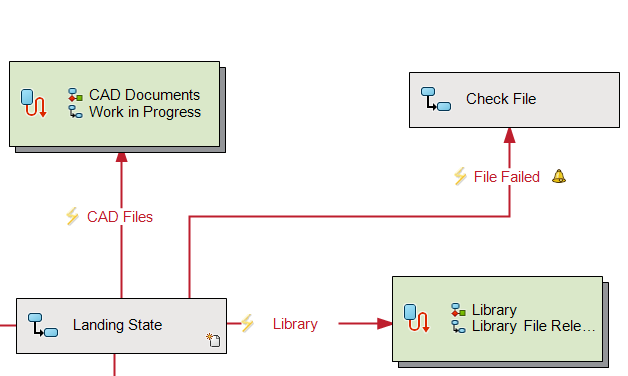 CAD Documents
Work in Progress
Check File
File Failed
CAD Files
Landing State
Library
Library
Library File Rele...